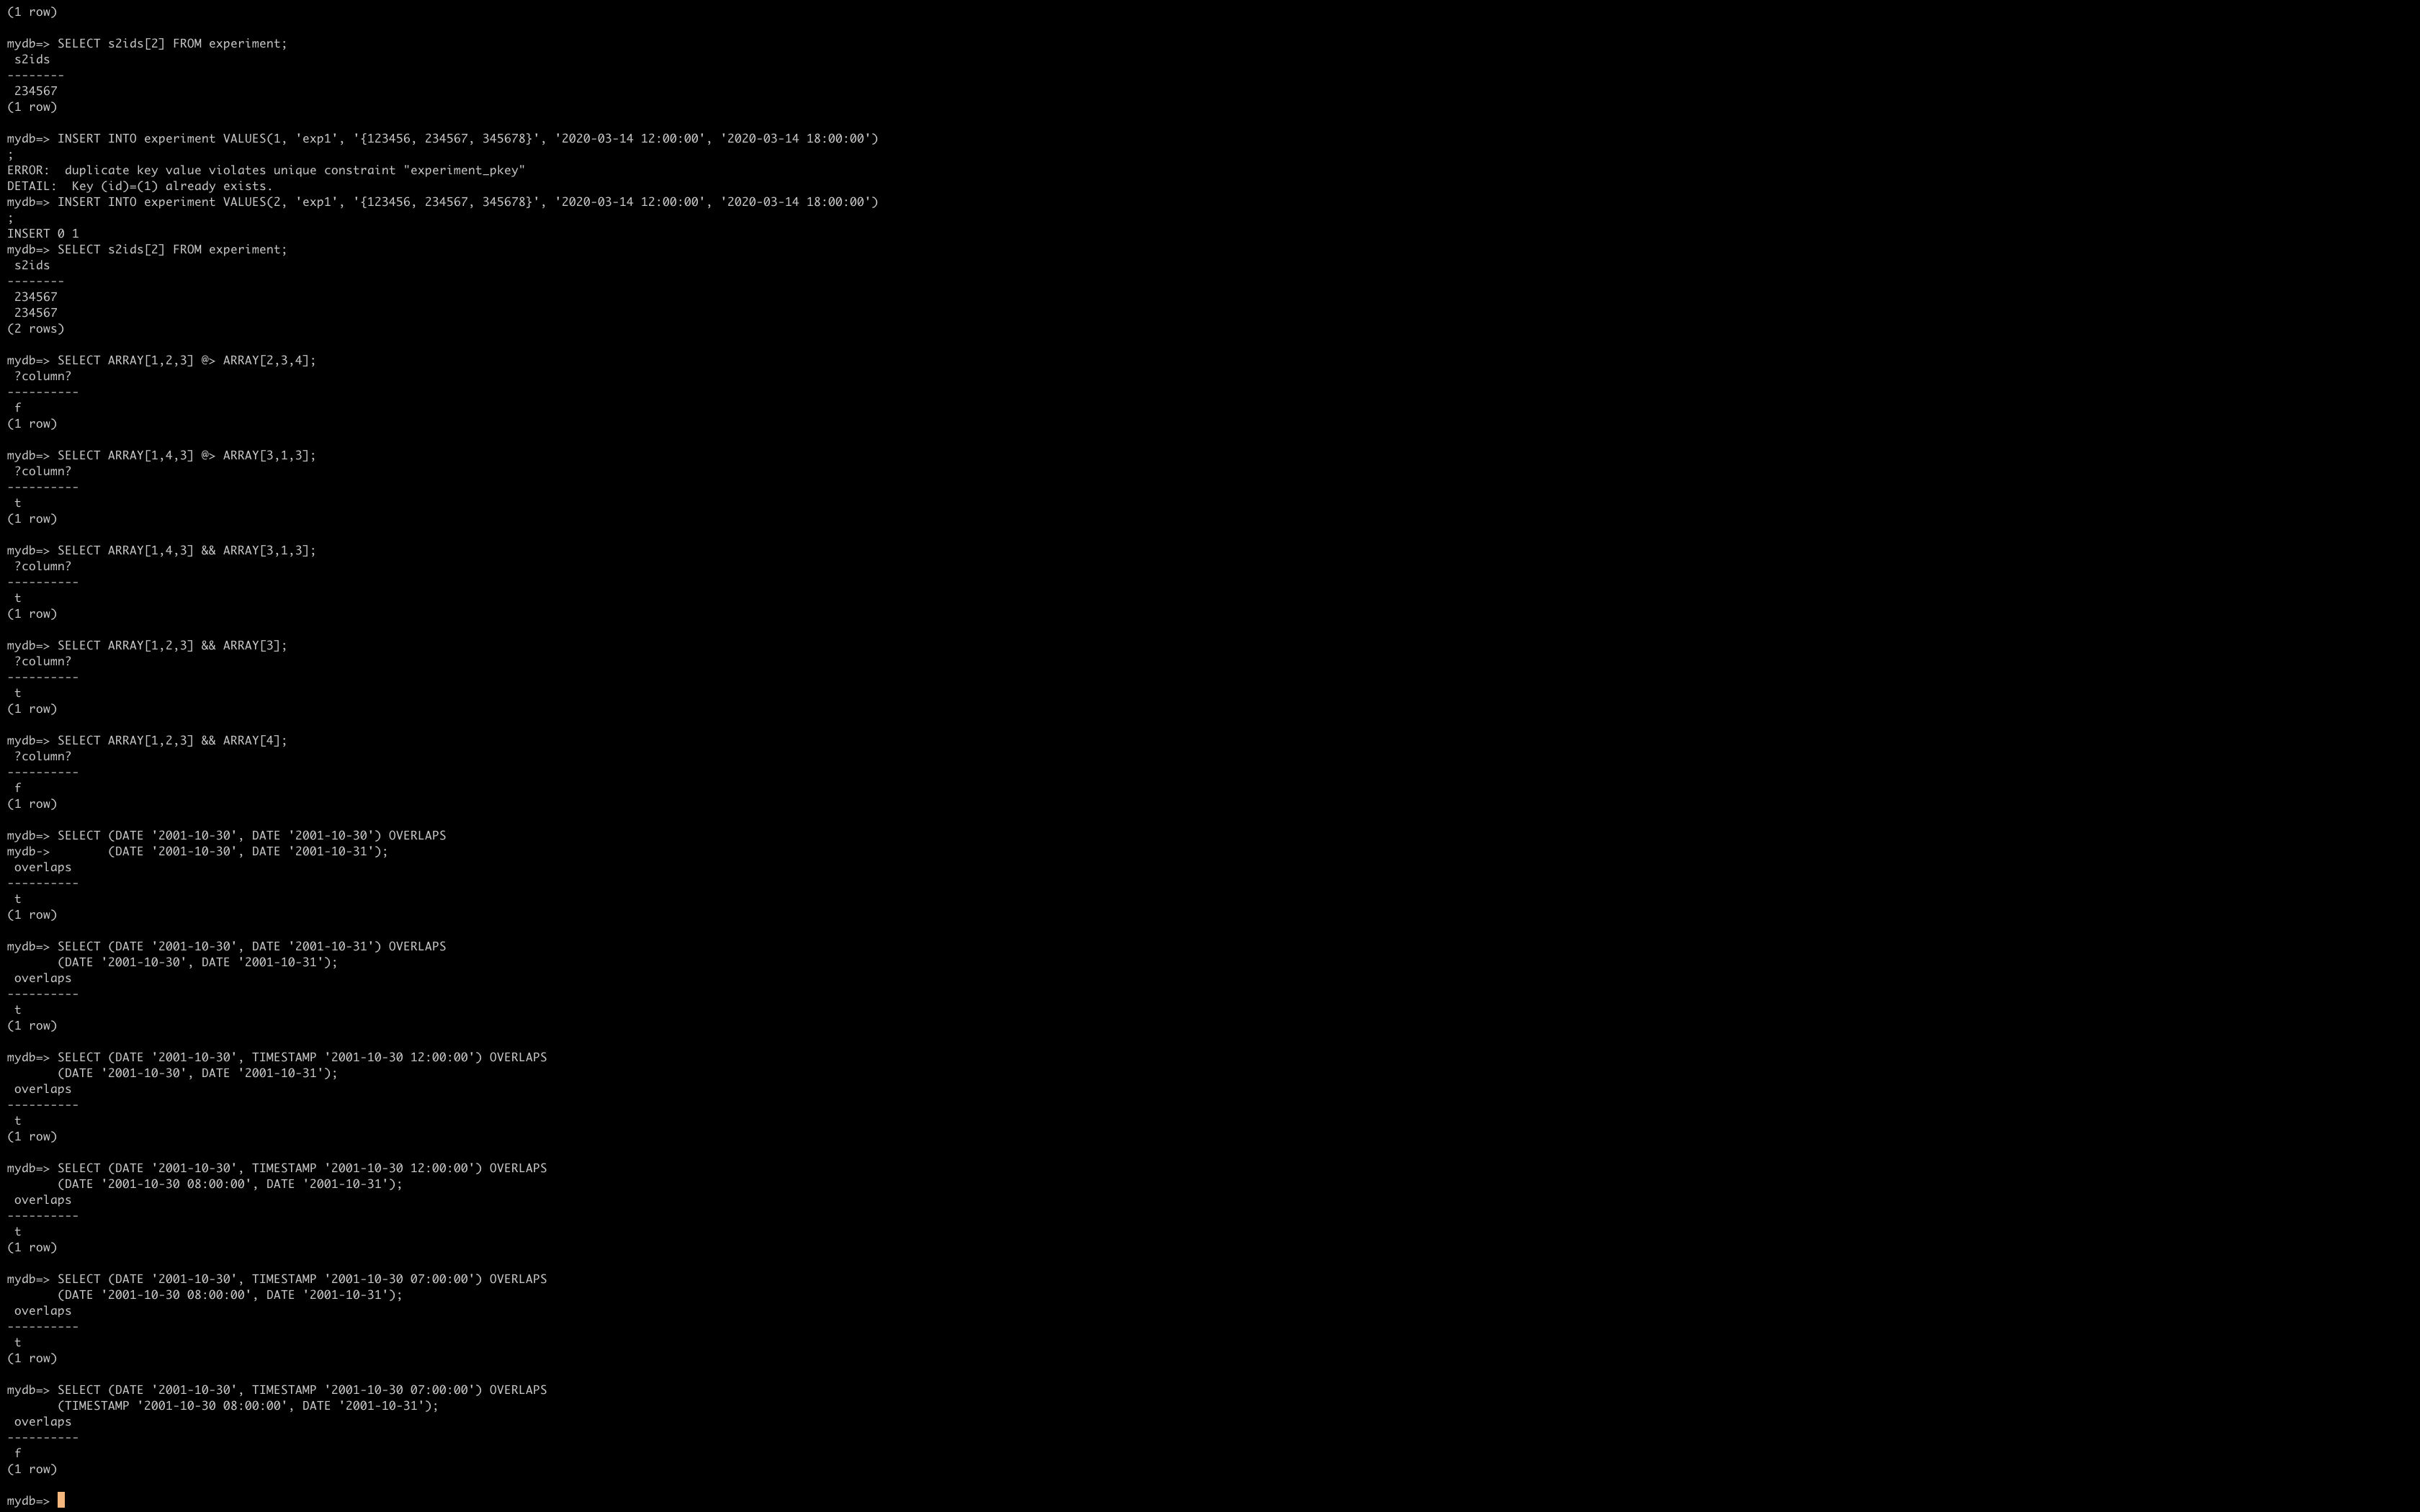 (1 row)

mydb=> SELECT s2ids[2] FROM experiment;
 s2ids
--------
 234567
(1 row)

mydb=> INSERT INTO experiment VALUES(1, 'exp1', '{123456, 234567, 345678}', '2020-03-14 12:00:00', '2020-03-14 18:00:00')
;
ERROR:  duplicate key value violates unique constraint "experiment_pkey"
DETAIL:  Key (id)=(1) already exists.
mydb=> INSERT INTO experiment VALUES(2, 'exp1', '{123456, 234567, 345678}', '2020-03-14 12:00:00', '2020-03-14 18:00:00')
;
INSERT 0 1
mydb=> SELECT s2ids[2] FROM experiment;
 s2ids
--------
 234567
 234567
(2 rows)

mydb=> SELECT ARRAY[1,2,3] @> ARRAY[2,3,4];
 ?column?
----------
 f
(1 row)

mydb=> SELECT ARRAY[1,4,3] @> ARRAY[3,1,3];
 ?column?
----------
 t
(1 row)

mydb=> SELECT ARRAY[1,4,3] && ARRAY[3,1,3];
 ?column?
----------
 t
(1 row)

mydb=> SELECT ARRAY[1,2,3] && ARRAY[3];
 ?column?
----------
 t
(1 row)

mydb=> SELECT ARRAY[1,2,3] && ARRAY[4];
 ?column?
----------
 f
(1 row)

mydb=> SELECT (DATE '2001-10-30', DATE '2001-10-30') OVERLAPS
mydb->        (DATE '2001-10-30', DATE '2001-10-31');
 overlaps
----------
 t
(1 row)

mydb=> SELECT (DATE '2001-10-30', DATE '2001-10-31') OVERLAPS
       (DATE '2001-10-30', DATE '2001-10-31');
 overlaps
----------
 t
(1 row)

mydb=> SELECT (DATE '2001-10-30', TIMESTAMP '2001-10-30 12:00:00') OVERLAPS
       (DATE '2001-10-30', DATE '2001-10-31');
 overlaps
----------
 t
(1 row)

mydb=> SELECT (DATE '2001-10-30', TIMESTAMP '2001-10-30 12:00:00') OVERLAPS
       (DATE '2001-10-30 08:00:00', DATE '2001-10-31');
 overlaps
----------
 t
(1 row)

mydb=> SELECT (DATE '2001-10-30', TIMESTAMP '2001-10-30 07:00:00') OVERLAPS
       (DATE '2001-10-30 08:00:00', DATE '2001-10-31');
 overlaps
----------
 t
(1 row)

mydb=> SELECT (DATE '2001-10-30', TIMESTAMP '2001-10-30 07:00:00') OVERLAPS
       (TIMESTAMP '2001-10-30 08:00:00', DATE '2001-10-31');
 overlaps
----------
 f
(1 row)

mydb=>